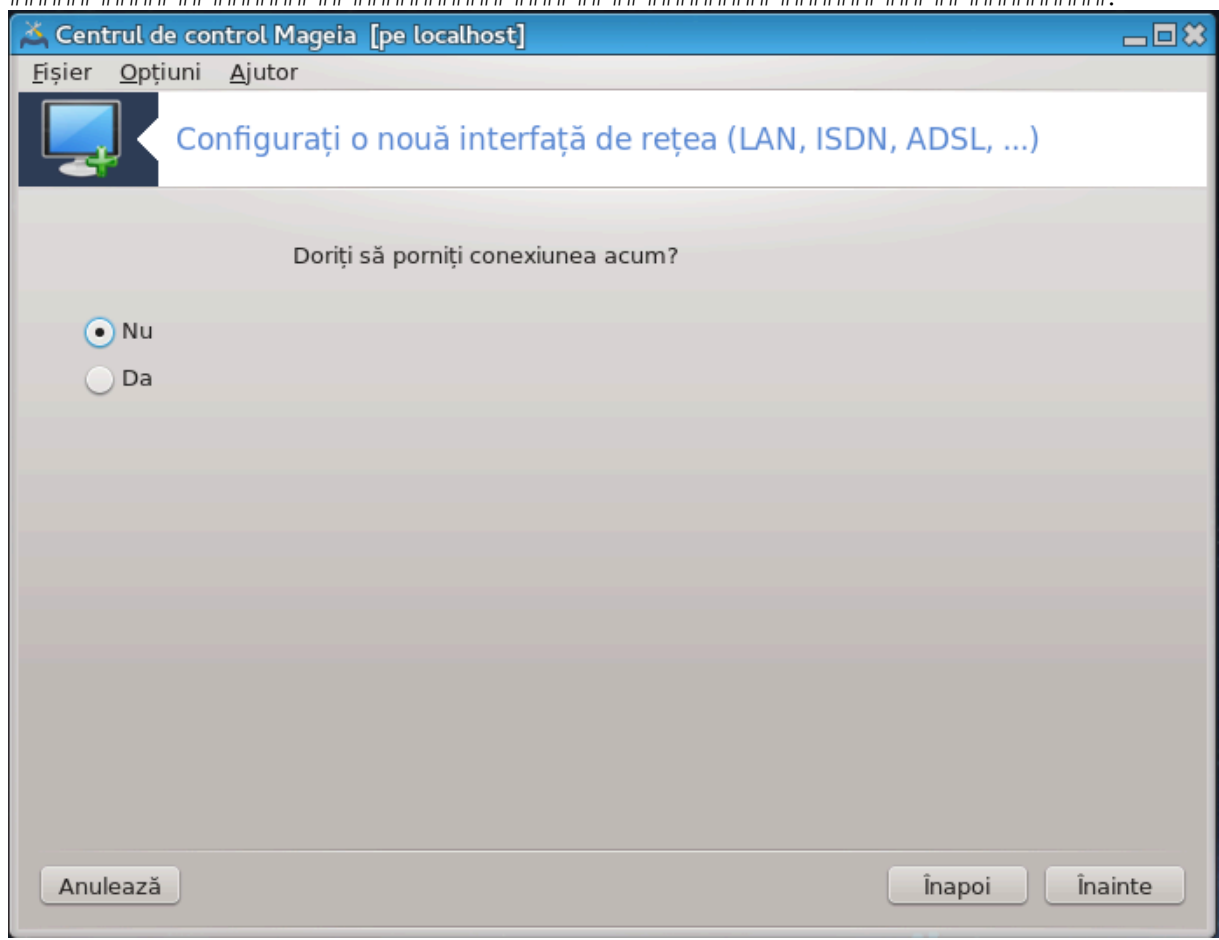 Centrul de control Mageia [pe localhost]
Fișier Opțiuni Ajutor
Configurați o nouă interfață de rețea (LAN, ISDN, ADSL, ...)
Doriți să porniți conexiunea acum?
Nu
Da
Anulează Înapoi Înainte